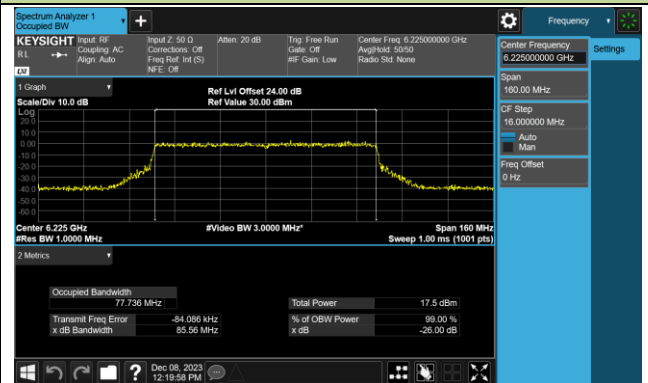 Spectrum Analyzer 1
Occupied BW
Frequency
KEYSIGHT
RL
LXI
Input: RF
Coupling: AC
Align: Auto
Input Z: 50 Ω
Corrections: Off
Freq Ref: Int (S)
NFE: Off
Atten: 20 dB
Trig: Free Run
Gate: Off
#IF Gain: Low
Center Freq: 6.225000000 GHz
Avg|Hold: 50/50
Radio Std: None
Center Frequency
6.225000000 GHz
Settings
Span
160.00 MHz
CF Step
16.000000 MHz
Auto
Man
Freq Offset
0 Hz
1 Graph
Scale/Div 10.0 dB
Ref Lvl Offset 24.00 dB
Ref Value 30.00 dBm
Log
20.0
10.0
0.00
-10.0
-20.0
-30.0
-40.0
-50.0
-60.0
Center 6.225 GHz
#Res BW 1.0000 MHz
#Video BW 3.0000 MHz*
Span 160 MHz
Sweep 1.00 ms (1001 pts)
2 Metrics
Occupied Bandwidth
77.736 MHz
Total Power 17.5 dBm
Transmit Freq Error -84.086 kHz
% of OBW Power 99.00 %
x dB Bandwidth 85.56 MHz
x dB -26.00 dB
?
Dec 08, 2023
12:19:58 PM